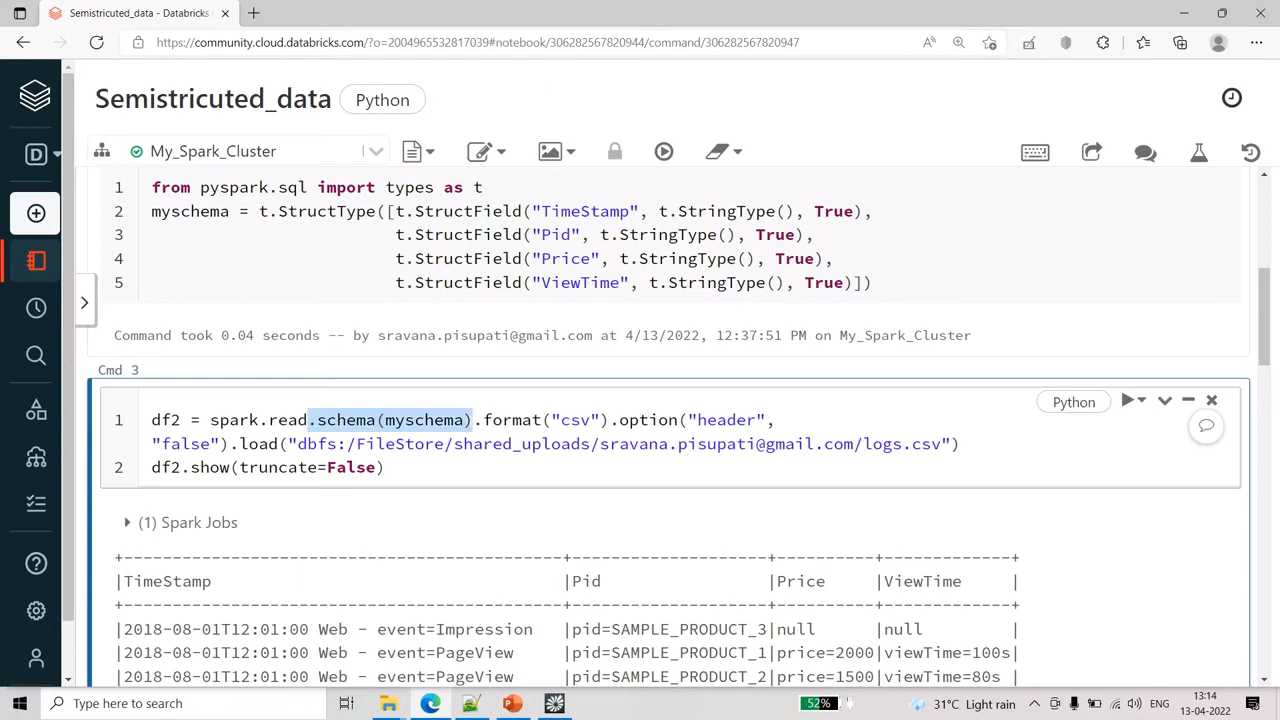 Semistricuted_data - Databricks
https://community.cloud.databricks.com/?o=2004965532817039#notebook/306282567820944/command/306282567820947
Semistricuted_data
Python
My_Spark_Cluster
1 from pyspark.sql import types as t
2 myschema = t.StructType([t.StructField("TimeStamp", t.StringType(), True),
3 t.StructField("Pid", t.StringType(), True),
4 t.StructField("Price", t.StringType(), True),
5 t.StructField("ViewTime", t.StringType(), True)])
Command took 0.04 seconds -- by sravana.pisupati@gmail.com at 4/13/2022, 12:37:51 PM on My_Spark_Cluster
Cmd 3
Python
1 df2 = spark.read.schema(myschema).format("csv").option("header",
"false").load("dbfs:/FileStore/shared_uploads/sravana.pisupati@gmail.com/logs.csv")
2 df2.show(truncate=False)
(1) Spark Jobs
+---------------------------------------------+--------------------+----------+-------------+
|TimeStamp |Pid |Price |ViewTime |
+---------------------------------------------+--------------------+----------+-------------+
|2018-08-01T12:01:00 Web - event=Impression |pid=SAMPLE_PRODUCT_3|null |null |
|2018-08-01T12:01:00 Web - event=PageView |pid=SAMPLE_PRODUCT_1|price=2000|viewTime=100s|
|2018-08-01T12:01:00 Web - event=PageView |pid=SAMPLE_PRODUCT_2|price=1500|viewTime=80s |
Type here to search
52%
31°C Light rain
ENG
13:14
13-04-2022